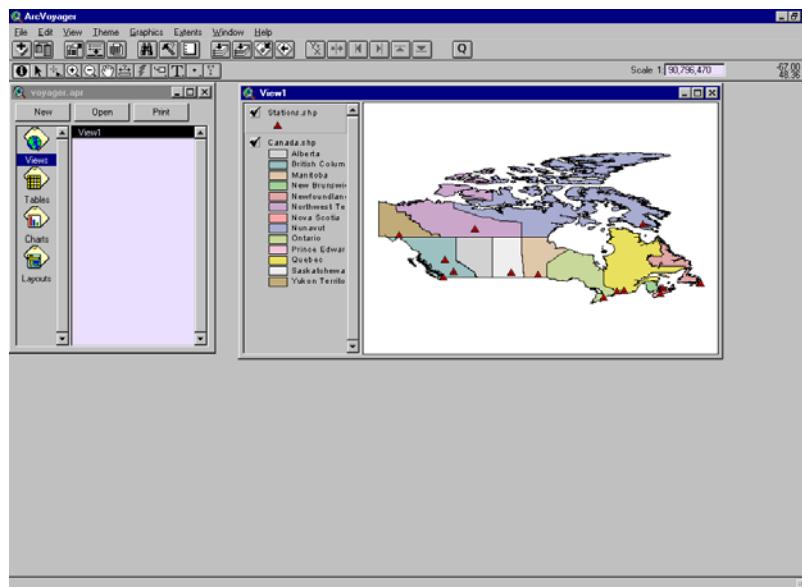 ArcVoyager
File Edit View Theme Graphics Extents Window Help
Q
T
Scale 1: 90,796,470
-67.00
48.36
voyager.apr
New Open Print
Views
Tables
Charts
Layouts
View1
View1
Stations.shp
Canada.shp
Alberta
British Colum
Manitoba
New Brunswi
Newfoundlan
Northwest Te
Nova Scotia
Nunavut
Ontario
Prince Edwar
Quebec
Saskatchewa
Yukon Territo